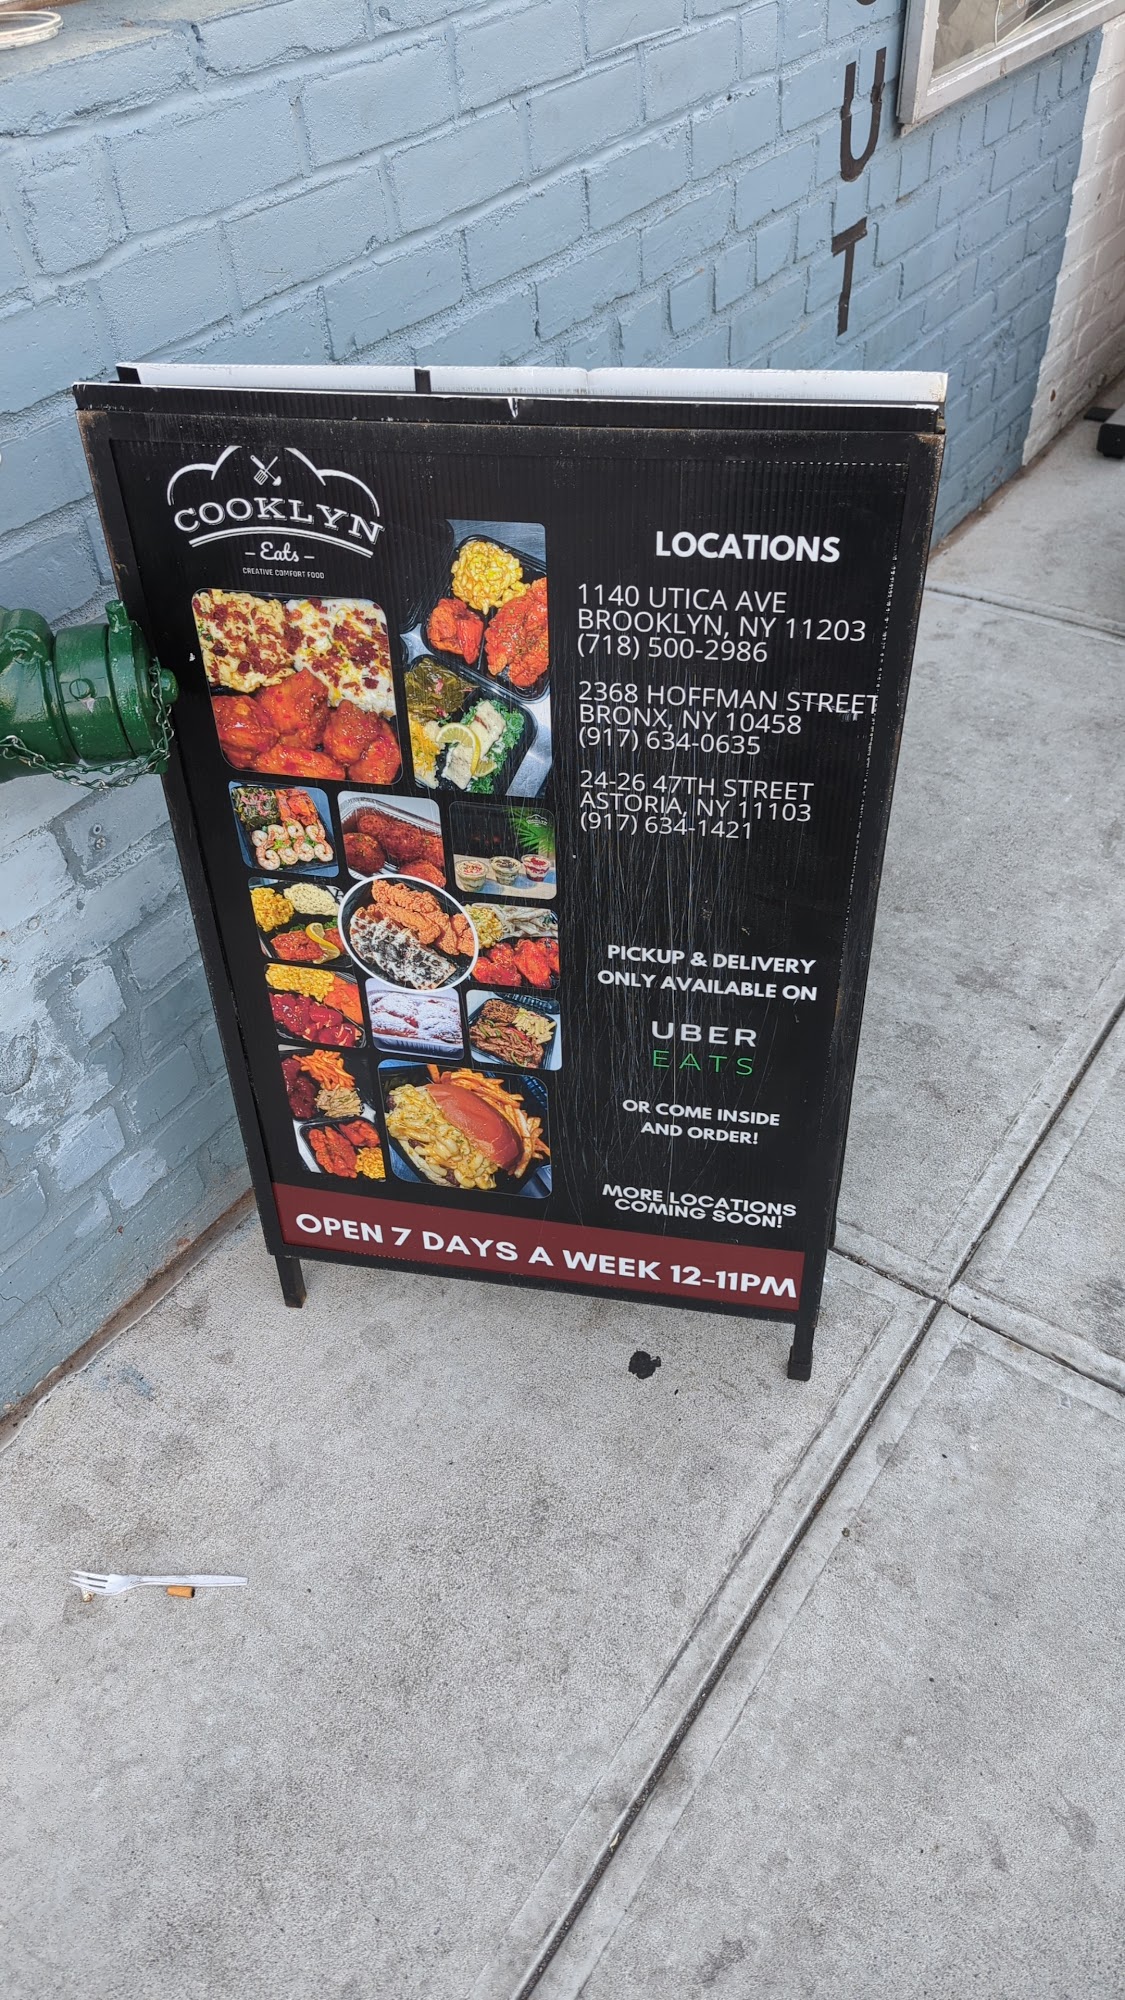 COOKLYN
- Eats -
CREATIVE COMFORT FOOD
LOCATIONS
1140 UTICA AVE
BROOKLYN, NY 11203
(718) 500-2986
2368 HOFFMAN STREET
BRONX, NY 10458
(917) 634-0635
24-26 47TH STREET
ASTORIA, NY 11103
(917) 634-1421
PICKUP & DELIVERY
ONLY AVAILABLE ON
UBER
EATS
OR COME INSIDE
AND ORDER!
MORE LOCATIONS
COMING SOON!
OPEN 7 DAYS A WEEK 12-11PM
U
T